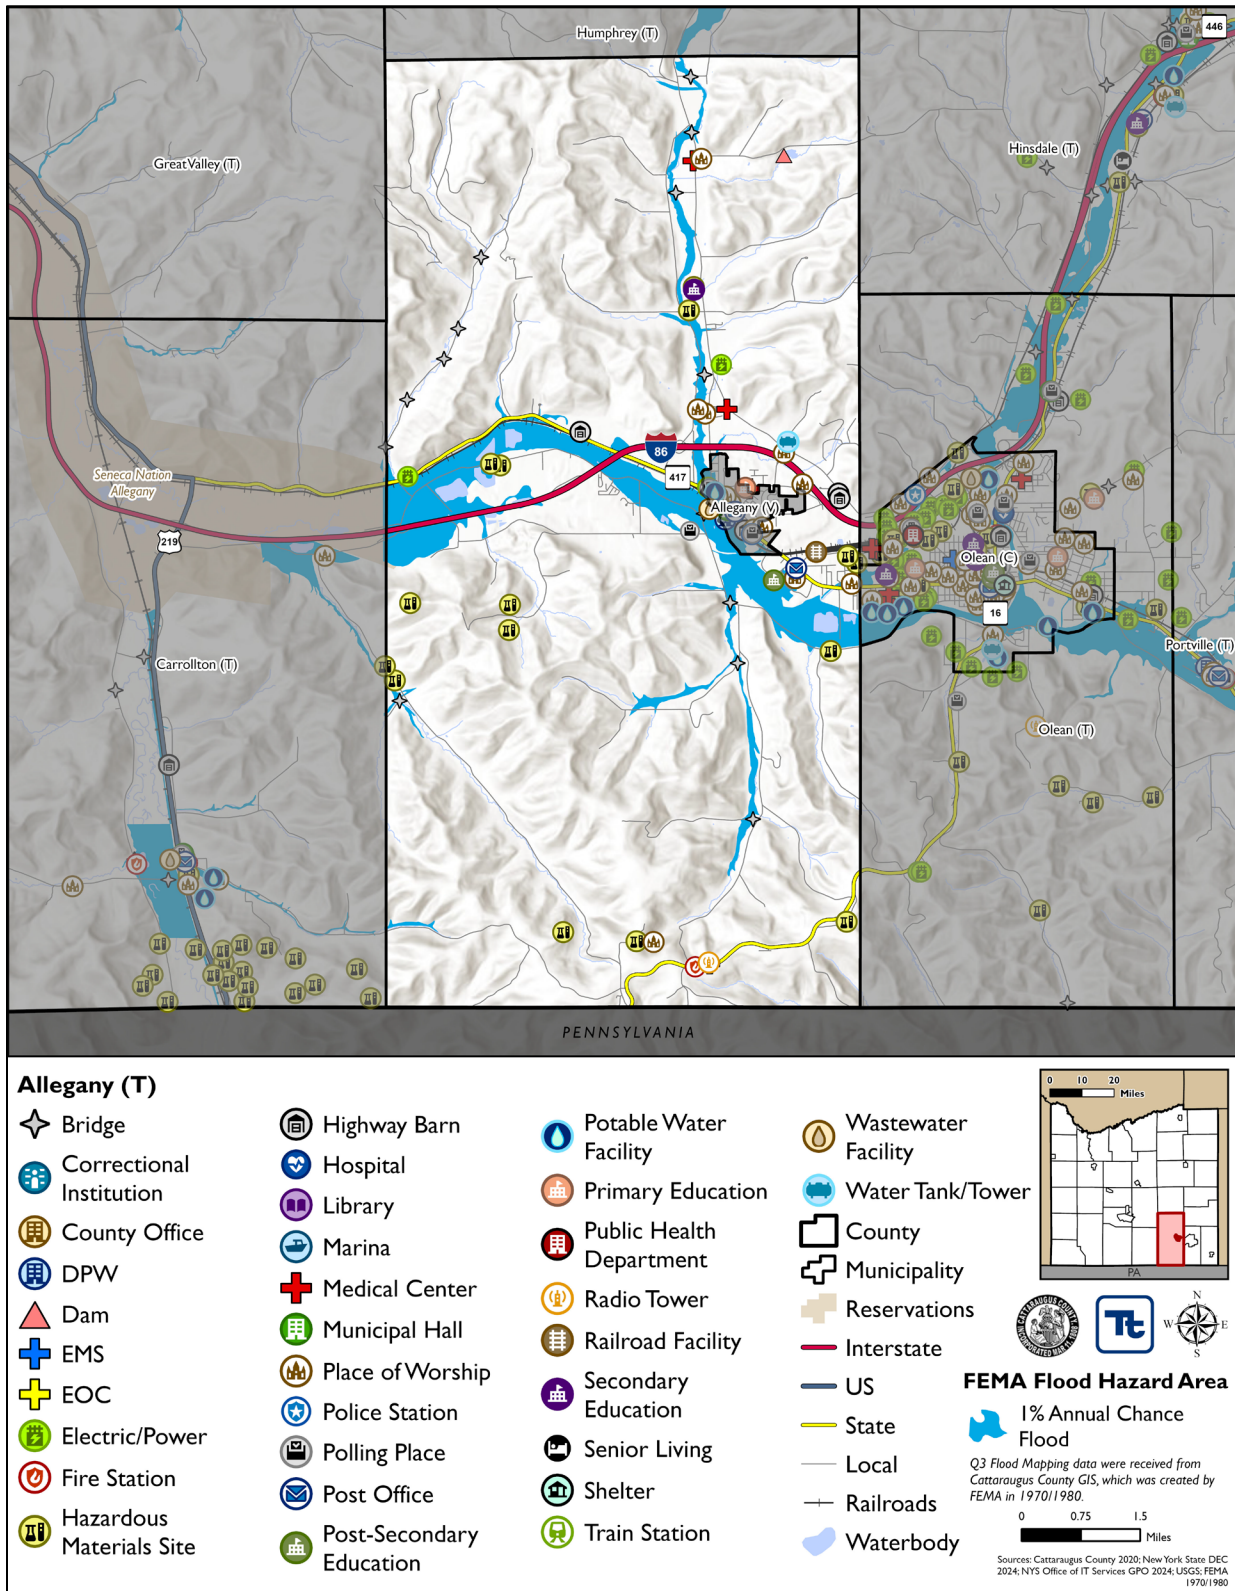 Humphrey (T)
446
Great Valley (T)
Hinsdale (T)
Seneca Nation
Allegany
86
417
Allegany (V)
219
Olean (C)
16
Carrollton (T)
Portville (T)
Olean (T)
PENNSYLVANIA
Allegany (T)
Bridge
Correctional
Institution
County Office
DPW
Dam
EMS
EOC
Electric/Power
Fire Station
Hazardous
Materials Site
Highway Barn
Hospital
Library
Marina
Medical Center
Municipal Hall
Place of Worship
Police Station
Polling Place
Post Office
Post-Secondary
Education
Potable Water
Facility
Primary Education
Public Health
Department
Radio Tower
Railroad Facility
Secondary
Education
Senior Living
Shelter
Train Station
Wastewater
Facility
Water Tank/Tower
County
Municipality
Reservations
Interstate
US
State
Local
Railroads
Waterbody
0 10 20
Miles
PA
Tt
N
W E
S
FEMA Flood Hazard Area
1% Annual Chance
Flood
Q3 Flood Mapping data were received from
Cattaraugus County GIS, which was created by
FEMA in 1970/1980.
0 0.75 1.5
Miles
Sources: Cattaraugus County 2020; New York State DEC
2024; NYS Office of IT Services GPO 2024; USGS; FEMA
1970/1980